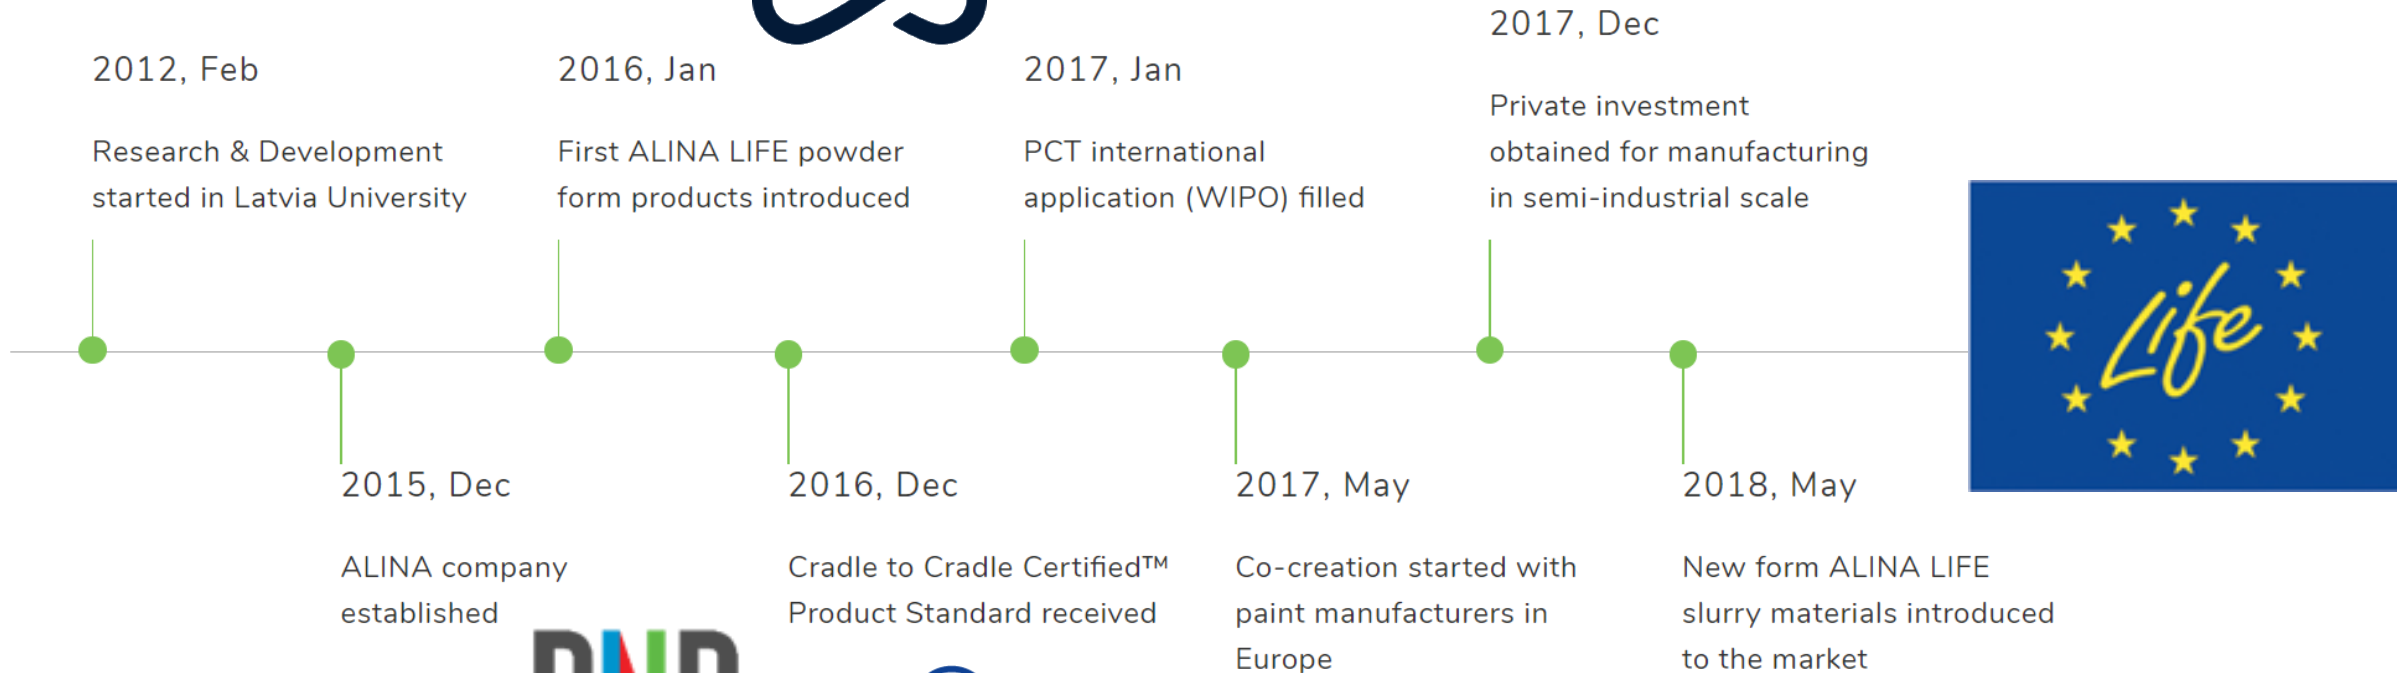 2012, Feb
Research & Development
started in Latvia University
2015, Dec
ALINA company
established
2016, Jan
First ALINA LIFE powder
form products introduced
2016, Dec
Cradle to Cradle Certified™
Product Standard received
2017, Jan
PCT international
application (WIPO) filled
2017, May
Co-creation started with
paint manufacturers in
Europe
2017, Dec
Private investment
obtained for manufacturing
in semi-industrial scale
2018, May
New form ALINA LIFE
slurry materials introduced
to the market
Life